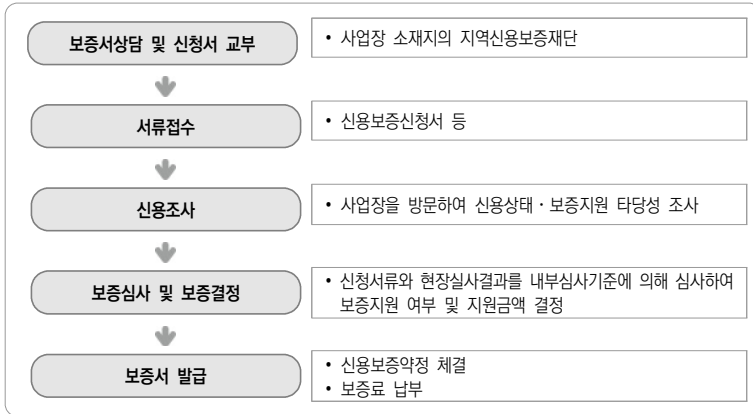 보증서상담 및 신청서 교부
• 사업장 소재지의 지역신용보증재단
서류접수
• 신용보증신청서 등
신용조사
• 사업장을 방문하여 신용상태·보증지원 타당성 조사
보증심사 및 보증결정
• 신청서류와 현장실사결과를 내부심사기준에 의해 심사하여
보증지원 여부 및 지원금액 결정
보증서 발급
• 신용보증약정 체결
• 보증료 납부